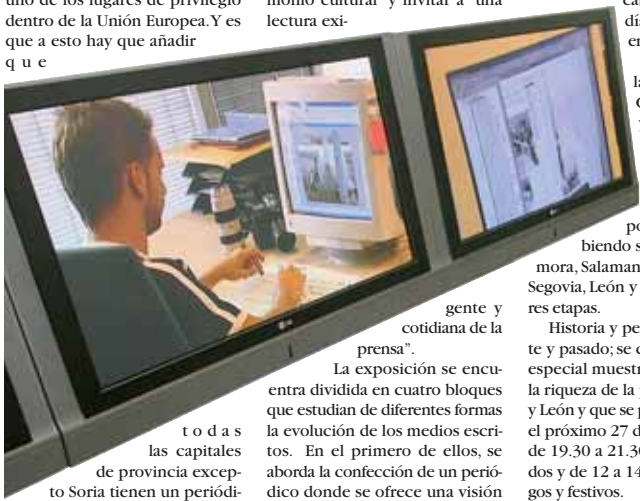 uno de los lugares de privilegio
dentro de la Unión Europea. Y es
que a esto hay que añadir
q u e
t o d a s
las capitales
de provincia excep-
to Soria tienen un periódi-
monio cultural y invitar a una
lectura exi-
gente y
cotidiana de la
prensa”.
La exposición se encu-
entra dividida en cuatro bloques
que estudian de diferentes formas
la evolución de los medios escri-
tos. En el primero de ellos, se
aborda la confección de un perió-
dico donde se ofrece una visión
dís
en
la
po
biendo s
mora, Salaman
Segovia, León y
res etapas.
Historia y pe
te y pasado; se c
especial muestr
la riqueza de la
y León y que se p
el próximo 27 d
de 19.30 a 21.30
dos y de 12 a 14
gos y festivos.